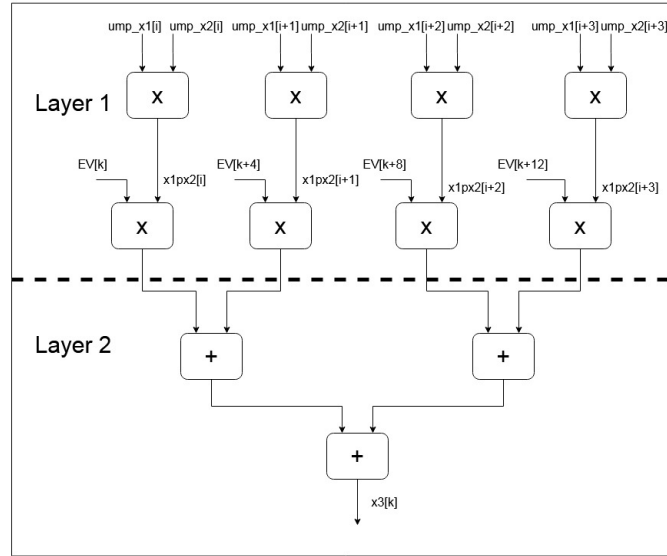 ump_x1[i] ump_x2[i] ump_x1[i+1] ump_x2[i+1] ump_x1[i+2] ump_x2[i+2] ump_x1[i+3] ump_x2[i+3]
Layer 1
X X X X
EV[k] x1px2[i] EV[k+4] x1px2[i+1] EV[k+8] x1px2[i+2] EV[k+12] x1px2[i+3]
X X X X
Layer 2
+ +
+
x3[k]